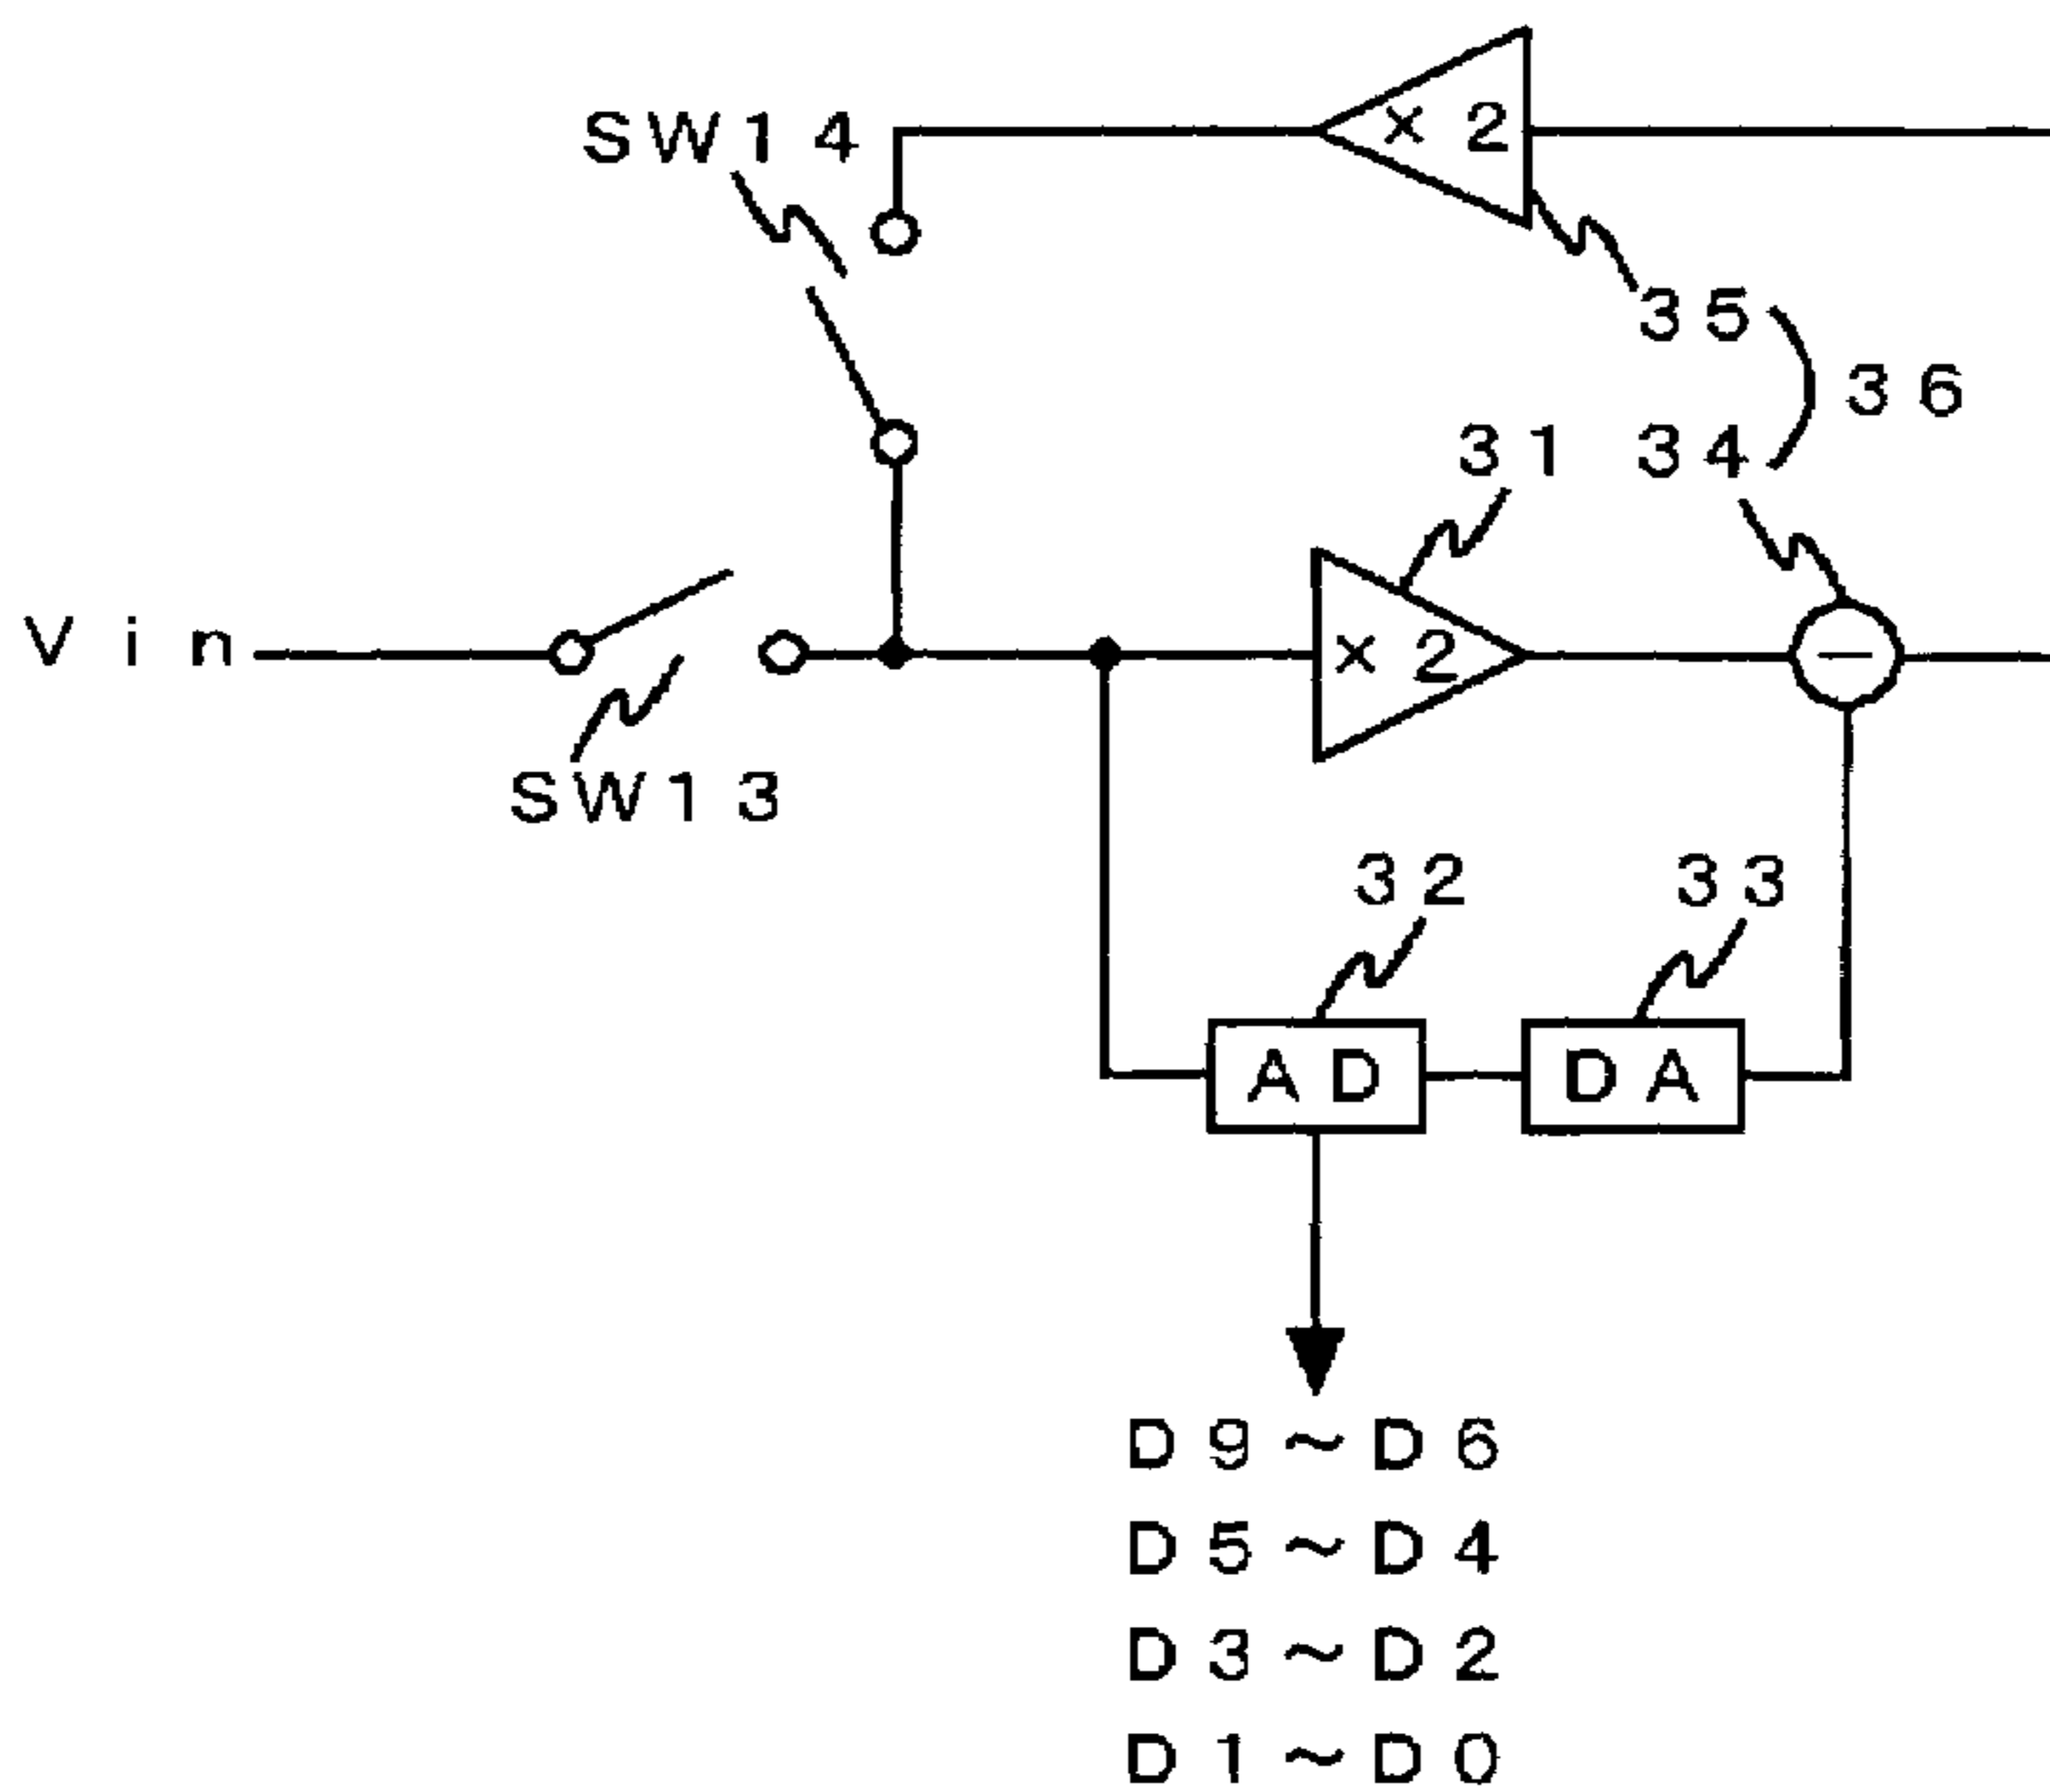 × 2
SW14
35
36
31
34
Vin
× 2
−
SW13
32
33
AD
DA
D9~D6
D5~D4
D3~D2
D1~D0